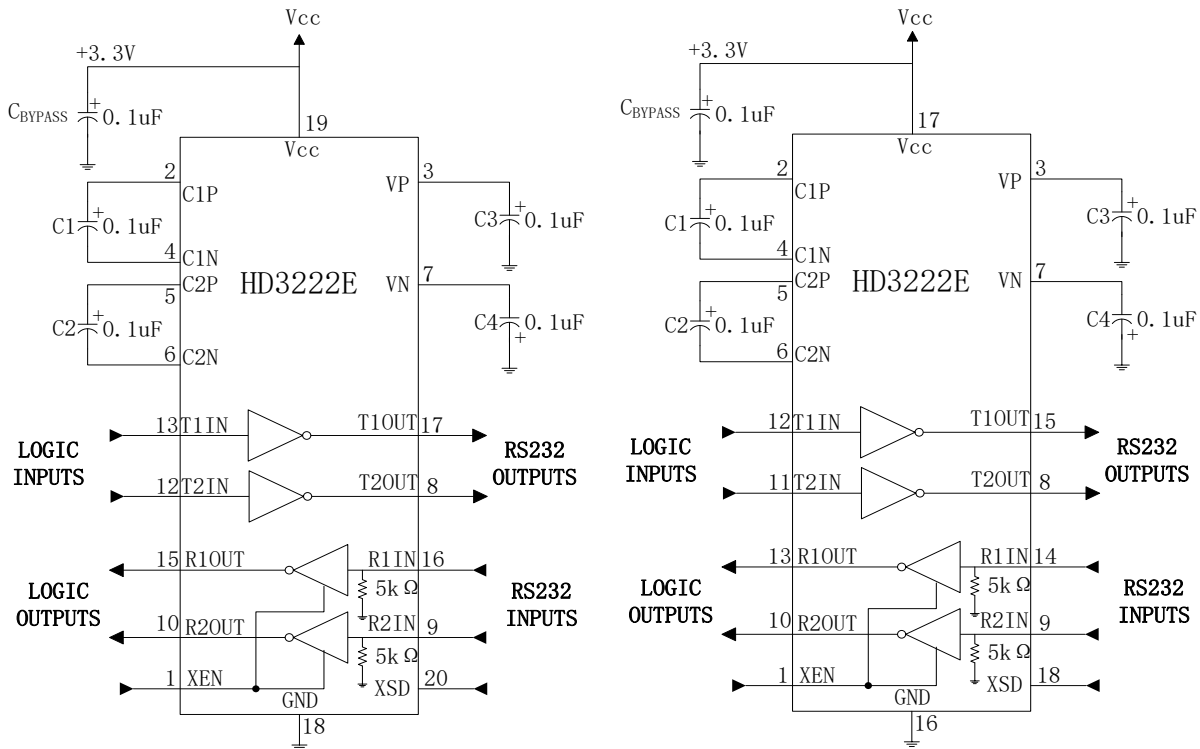 Vcc
+3.3V
CBYPASS
+
0.1uF
19
Vcc
2
C1P
VP
3
C1
+
0.1uF
C3
+
0.1uF
4
C1N
C2P
5
HD3222E
VN
7
C2
+
0.1uF
C4
0.1uF
+
6
C2N
LOGIC
INPUTS
13
T1IN
T1OUT
17
12
T2IN
T2OUT
8
RS232
OUTPUTS
LOGIC
OUTPUTS
15
R1OUT
R1IN
16
5kΩ
10
R2OUT
R2IN
9
5kΩ
RS232
INPUTS
1
XEN
XSD
20
GND
18
Vcc
+3.3V
CBYPASS
+
0.1uF
17
Vcc
2
C1P
VP
3
C1
+
0.1uF
C3
+
0.1uF
4
C1N
C2P
5
HD3222E
VN
7
C2
+
0.1uF
C4
0.1uF
+
6
C2N
LOGIC
INPUTS
12
T1IN
T1OUT
15
11
T2IN
T2OUT
8
RS232
OUTPUTS
LOGIC
OUTPUTS
13
R1OUT
R1IN
14
5kΩ
10
R2OUT
R2IN
9
5kΩ
RS232
INPUTS
1
XEN
XSD
18
GND
16